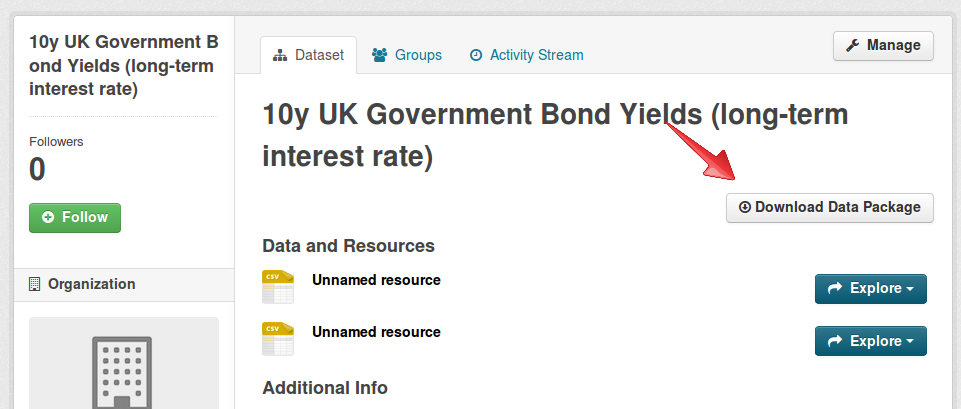 10y UK Government B
ond Yields (long-term
interest rate)
Followers
0
Follow
Organization
Dataset
Groups
Activity Stream
Manage
10y UK Government Bond Yields (long-term
interest rate)
Download Data Package
Data and Resources
CSV
Unnamed resource
Explore
CSV
Unnamed resource
Explore
Additional Info